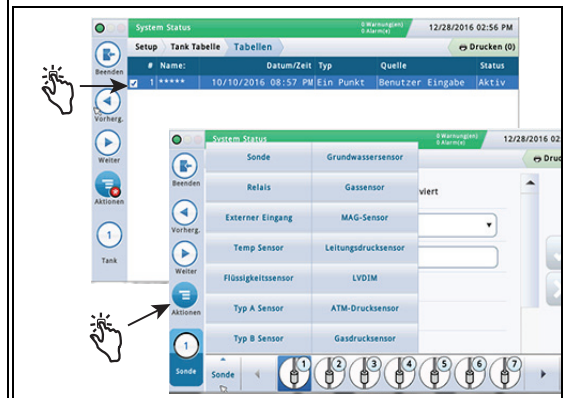 System Status 0 Warnung(en) 0 Alarm(e) 12/28/2016 02:56 PM
Setup Tank Tabelle Tabellen Drucken (0)
Beenden
# Name: Datum/Zeit Typ Quelle Status
1 ***** 10/10/2016 08:57 PM Ein Punkt Benutzer Eingabe Aktiv
Vorherg.
Weiter
Aktionen
1
Tank
System Status 0 Warnung(en) 0 Alarm(e) 12/28/2016 02
Sonde Grundwassersensor Druc
Beenden
Relais Gassensor viert
Externer Eingang MAG-Sensor
Vorherg.
Temp Sensor Leitungsdrucksensor
Weiter
Flüssigkeitssensor LVDIM
Aktionen
Typ A Sensor ATM-Drucksensor
1
Typ B Sensor Gasdrucksensor
Sonde Sonde 1 2 3 4 5 6 7